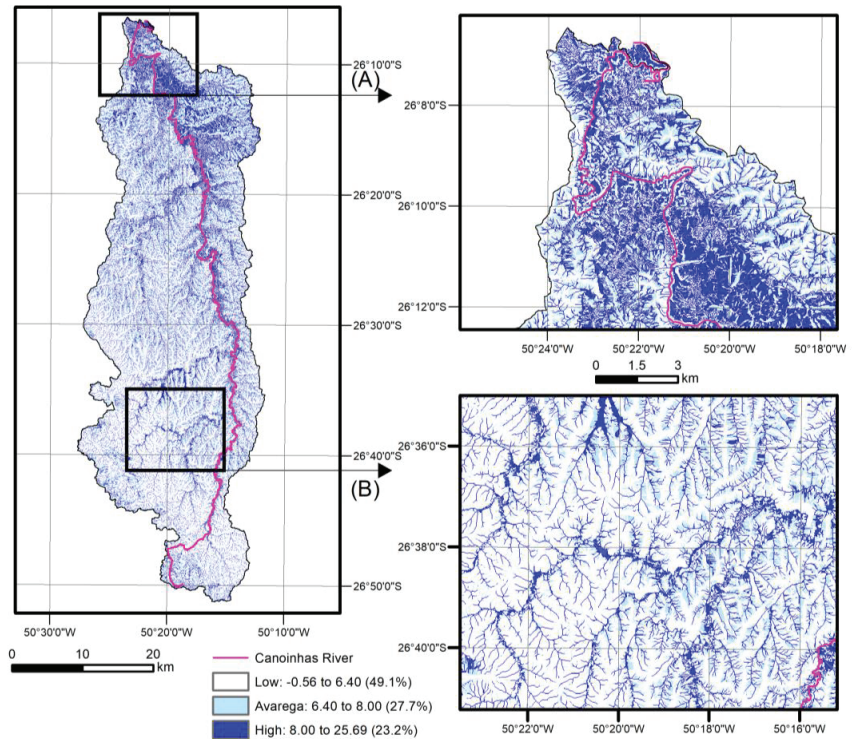 26°10'0"S
(A)
26°20'0"S
26°30'0"S
26°40'0"S
(B)
26°50'0"S
50°30'0"W 50°20'0"W 50°10'0"W
0 10 20
km
26°8'0"S
26°10'0"S
26°12'0"S
50°24'0"W 50°22'0"W 50°20'0"W 50°18'0"W
0 1.5 3
km
26°36'0"S
26°38'0"S
26°40'0"S
50°22'0"W 50°20'0"W 50°18'0"W 50°16'0"W
Canoinhas River
Low: -0.56 to 6.40 (49.1%)
Avarega: 6.40 to 8.00 (27.7%)
High: 8.00 to 25.69 (23.2%)